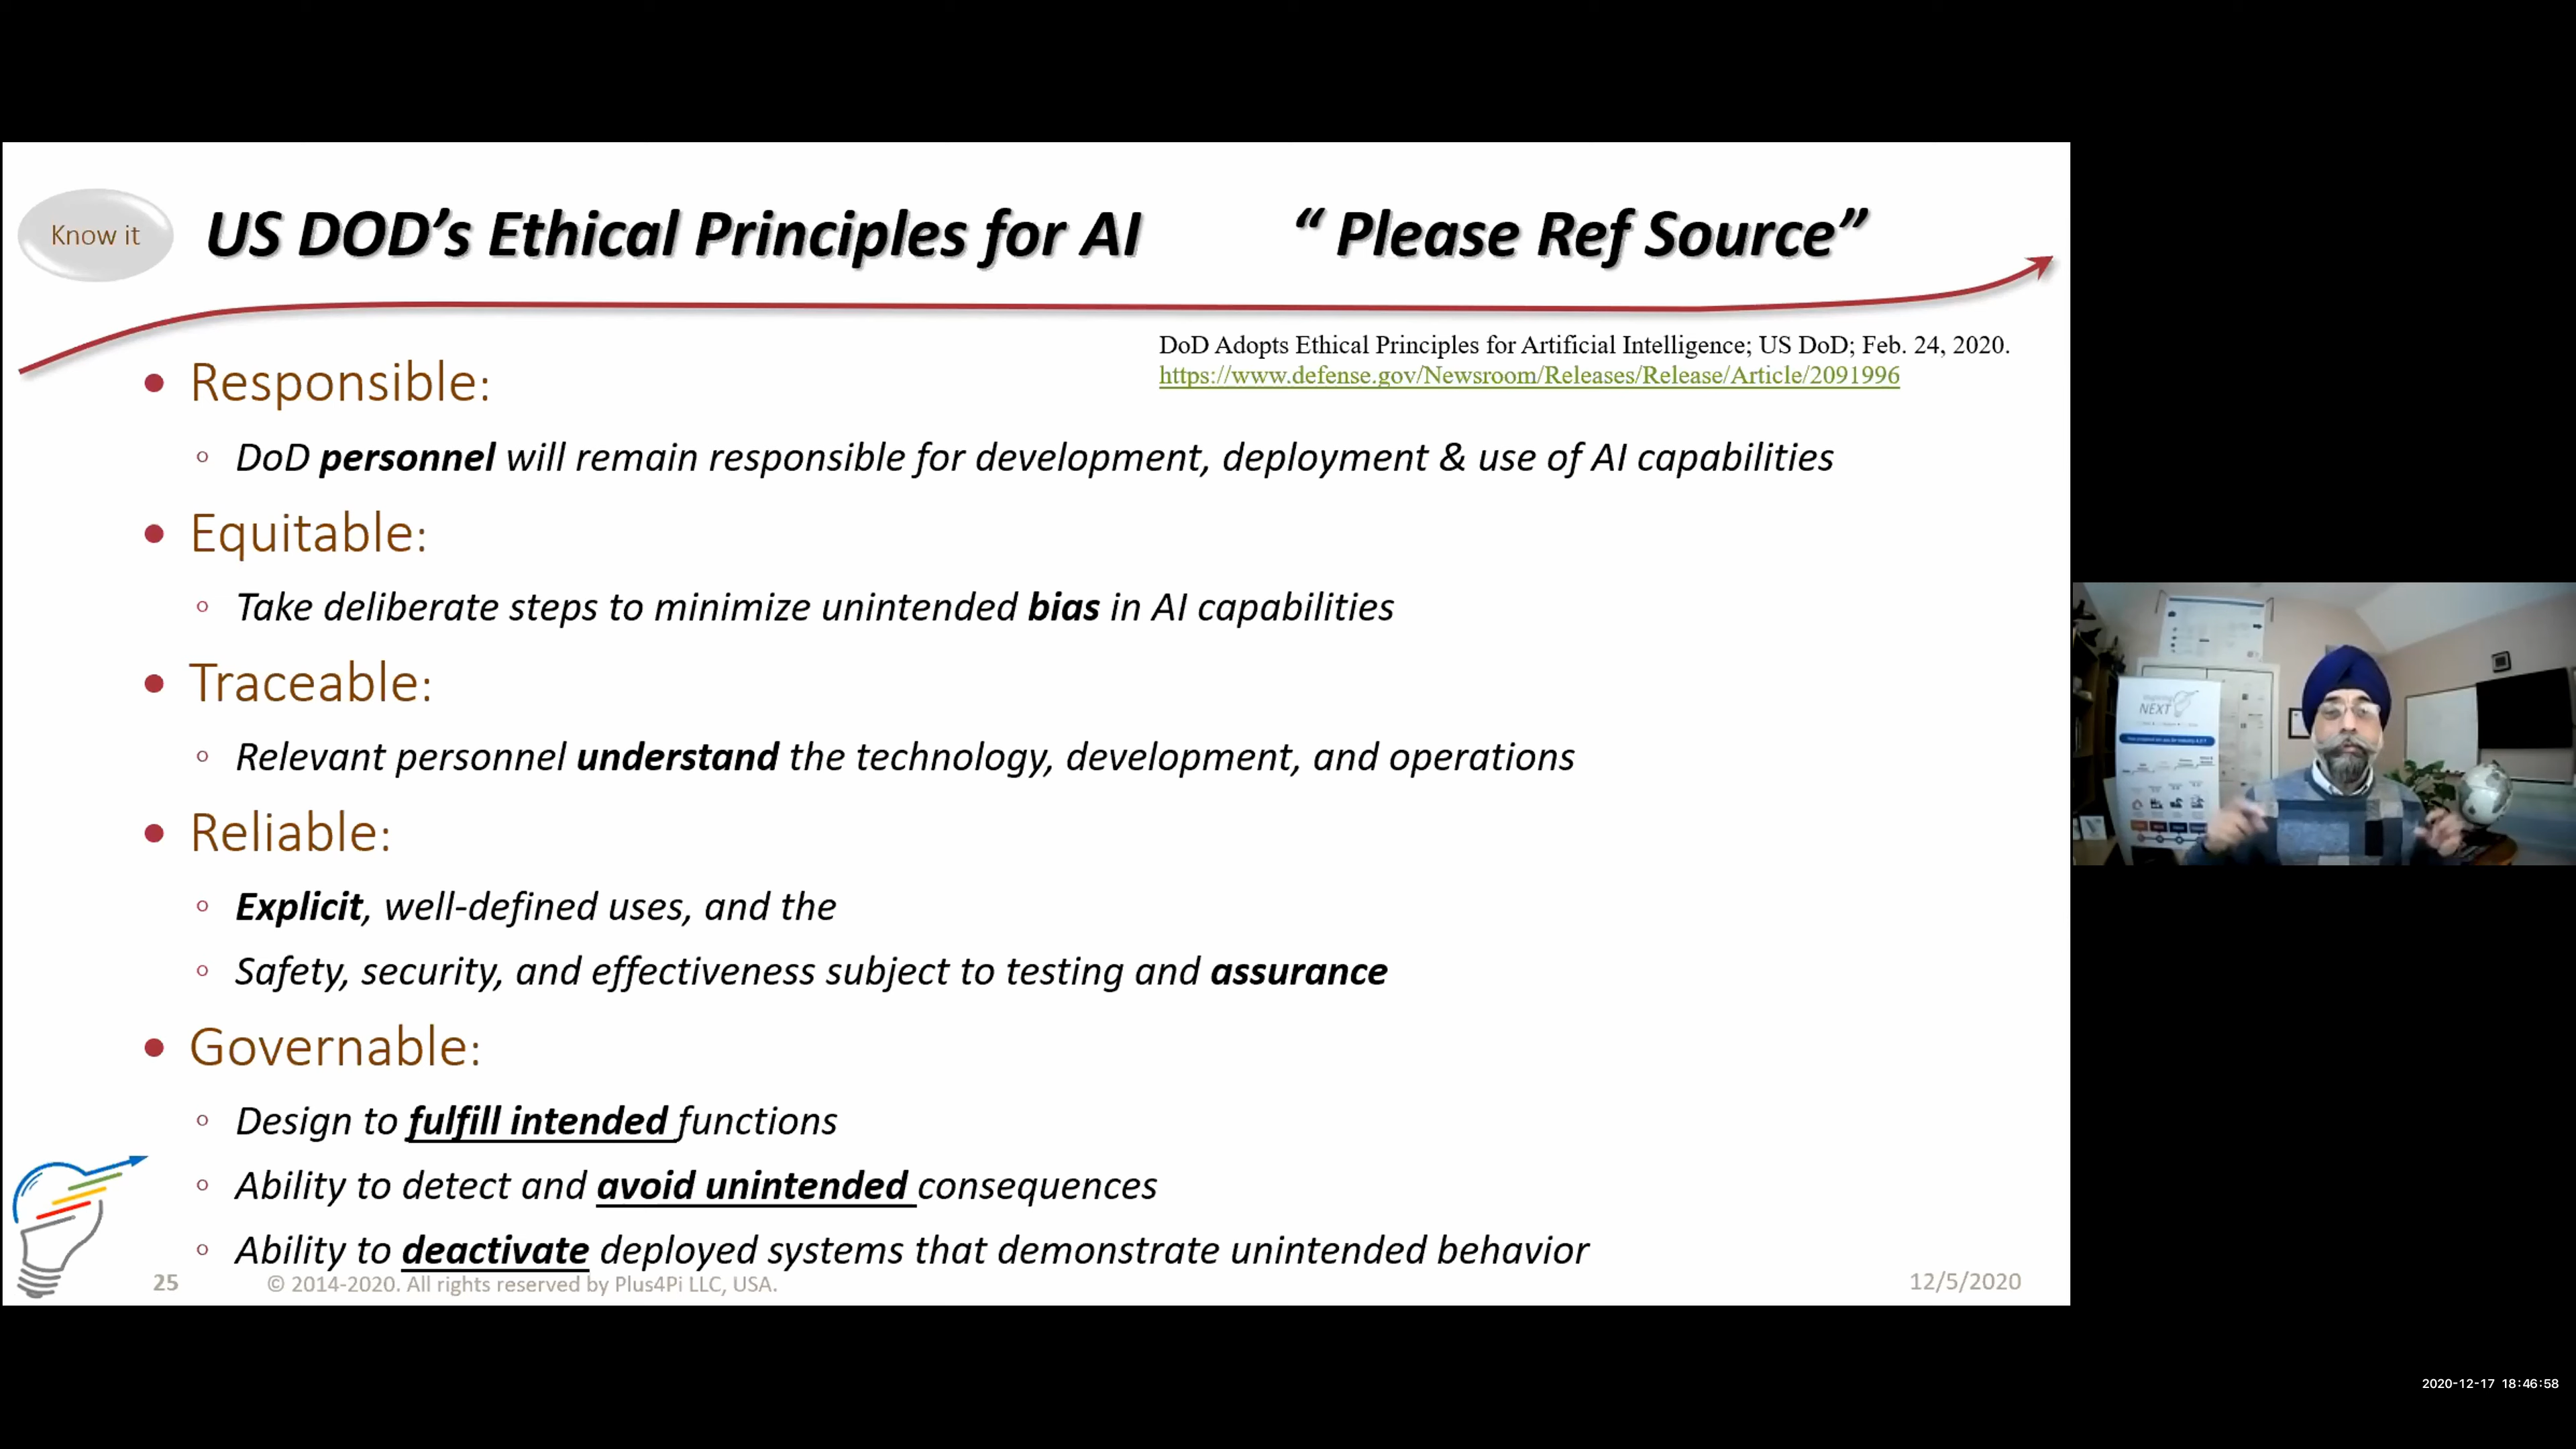 Know it
US DOD’s Ethical Principles for AI “ Please Ref Source”
DoD Adopts Ethical Principles for Artificial Intelligence; US DoD; Feb. 24, 2020.
https://www.defense.gov/Newsroom/Releases/Release/Article/2091996
• Responsible:
◦ DoD personnel will remain responsible for development, deployment & use of AI capabilities
• Equitable:
◦ Take deliberate steps to minimize unintended bias in AI capabilities
• Traceable:
◦ Relevant personnel understand the technology, development, and operations
• Reliable:
◦ Explicit, well-defined uses, and the
◦ Safety, security, and effectiveness subject to testing and assurance
• Governable:
◦ Design to fulfill intended functions
◦ Ability to detect and avoid unintended consequences
◦ Ability to deactivate deployed systems that demonstrate unintended behavior
25 © 2014-2020. All rights reserved by Plus4Pi LLC, USA. 12/5/2020
NEXT
2020-12-17 18:46:58